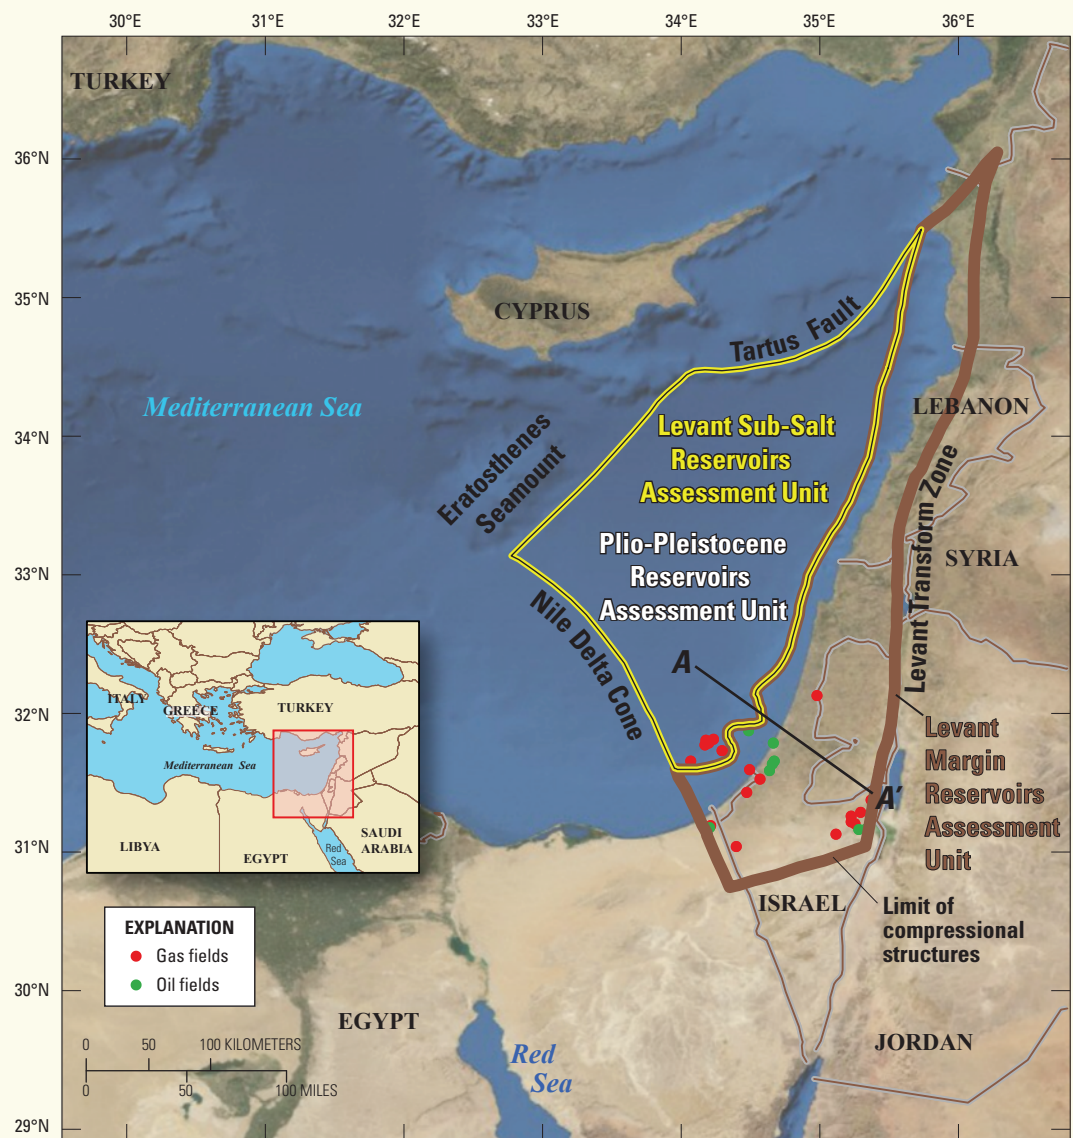 30°E 31°E 32°E 33°E 34°E 35°E 36°E
TURKEY
36°N
35°N
CYPRUS
Tartus Fault
Mediterranean Sea
LEBANON
34°N
Levant Sub-Salt
Reservoirs
Assessment Unit
Eratosthenes
Seamount
Levant Transform Zone
Plio-Pleistocene
Reservoirs
Assessment Unit
SYRIA
33°N
Nile Delta Cone
A
32°N
Levant
Margin
Reservoirs
Assessment
Unit
A'
31°N
ITALY
GREECE
TURKEY
Mediterranean Sea
LIBYA
EGYPT
Red
Sea
SAUDI
ARABIA
ISRAEL
Limit of
compressional
structures
EXPLANATION
Gas fields
Oil fields
30°N
EGYPT
JORDAN
Red
Sea
0 50 100 KILOMETERS
0 50 100 MILES
29°N